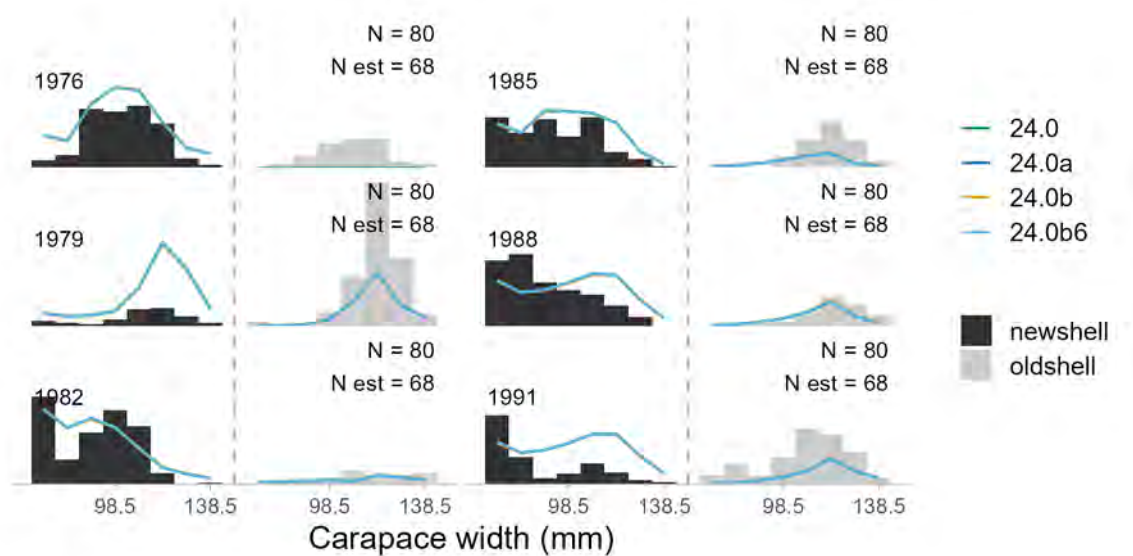 N = 80
N est = 68
1976
N = 80
N est = 68
1985
N = 80
N est = 68
1979
N = 80
N est = 68
1988
N = 80
N est = 68
1982
N = 80
N est = 68
1991
98.5 138.5 98.5 138.5 98.5 138.5 98.5 138.5
Carapace width (mm)
24.0
24.0a
24.0b
24.0b6
newshell
oldshell